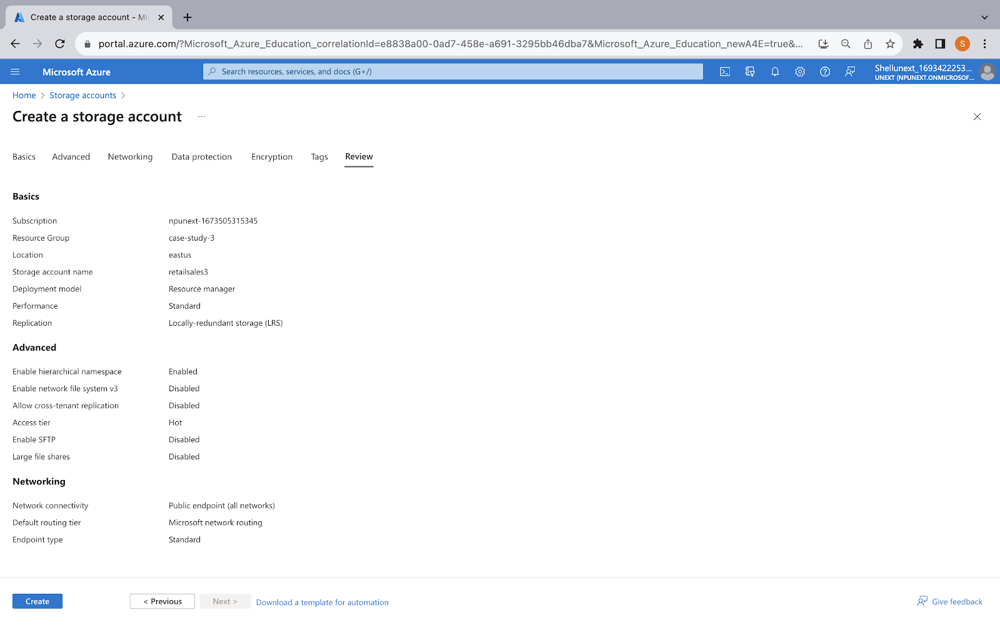 Create a storage account - Mi
portal.azure.com/?Microsoft_Azure_Education_correlationId=e8838a00-0ad7-458e-a691-3295bb46dba7&Microsoft_Azure_Education_newA4E=true&...
S
Microsoft Azure
Search resources, services, and docs (G+/)
Shellunext_1693422253...
UNEXT (NPUNEXT.ONMICROSOF...
Home > Storage accounts >
Create a storage account ...
Basics Advanced Networking Data protection Encryption Tags Review
Basics
Subscription npunext-1673505315345
Resource Group case-study-3
Location eastus
Storage account name retailsales3
Deployment model Resource manager
Performance Standard
Replication Locally-redundant storage (LRS)
Advanced
Enable hierarchical namespace Enabled
Enable network file system v3 Disabled
Allow cross-tenant replication Disabled
Access tier Hot
Enable SFTP Disabled
Large file shares Disabled
Networking
Network connectivity Public endpoint (all networks)
Default routing tier Microsoft network routing
Endpoint type Standard
Create < Previous Next > Download a template for automation Give feedback